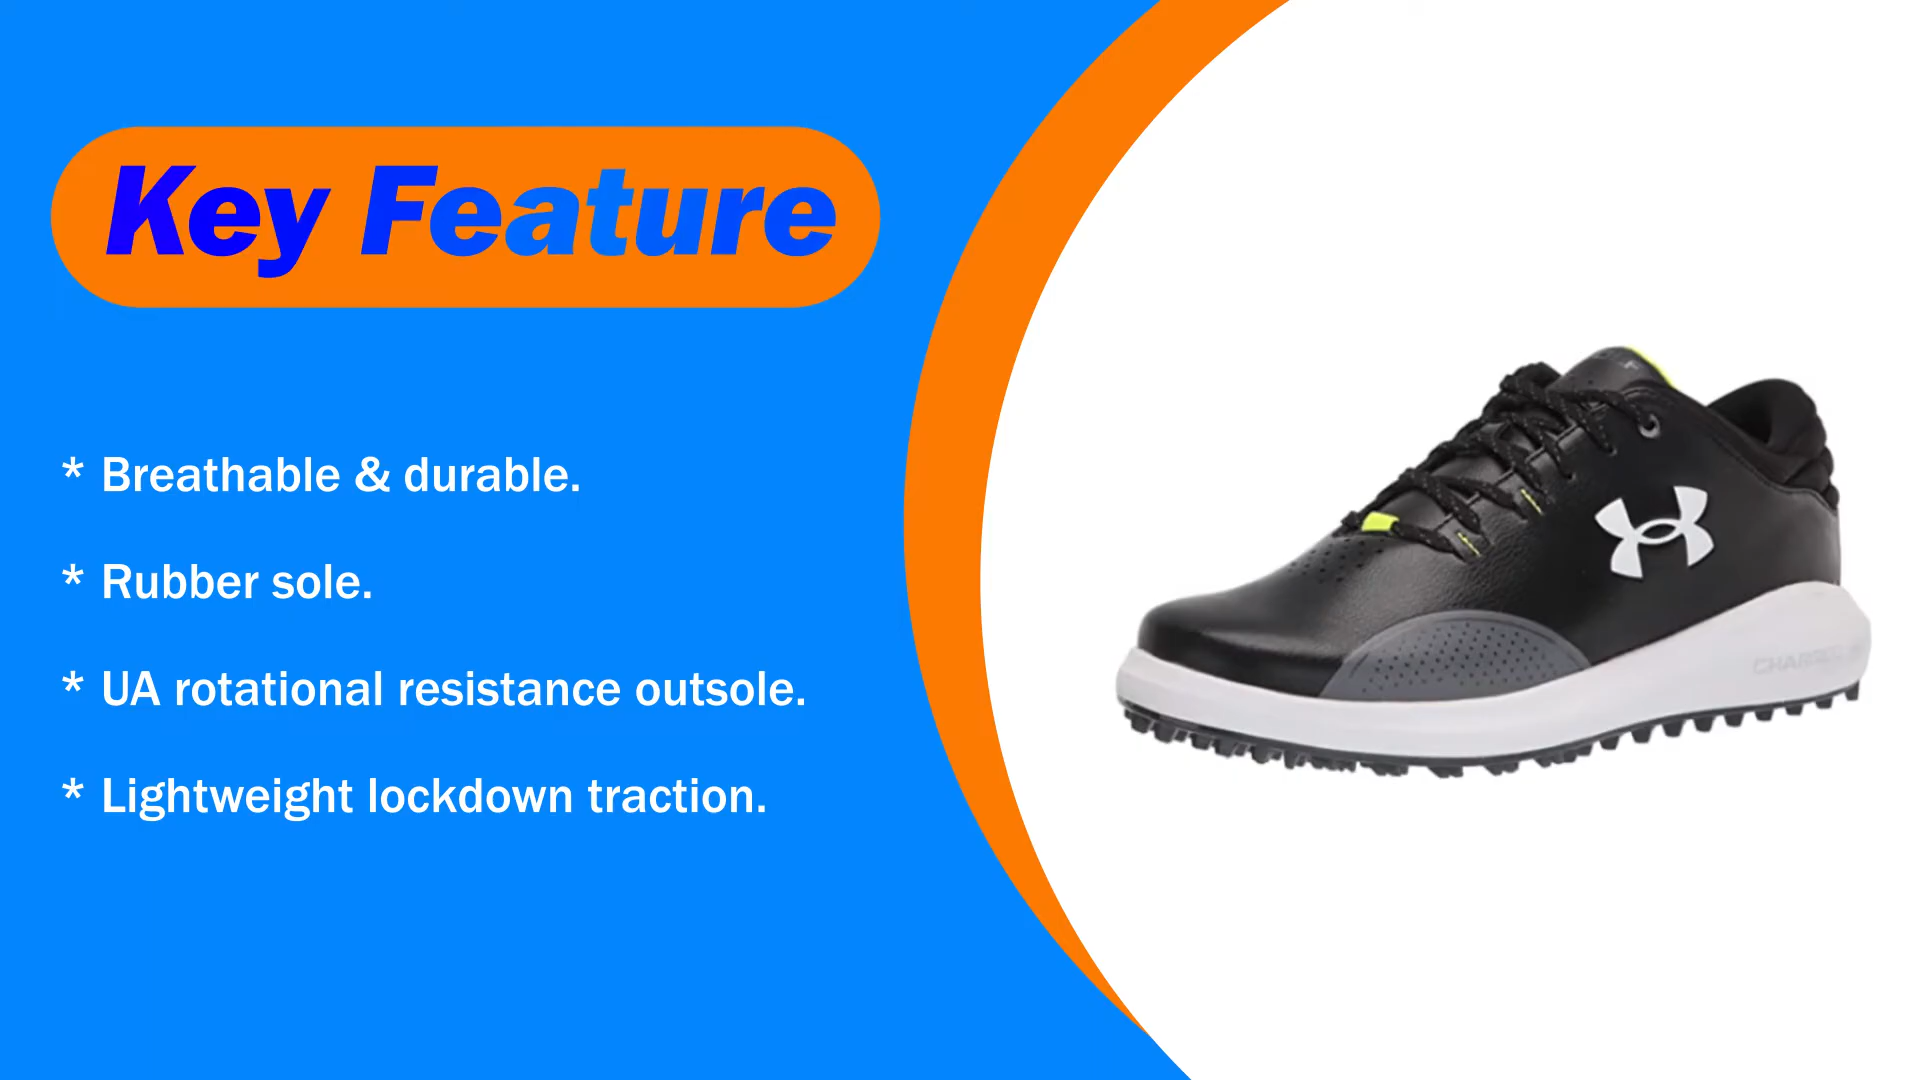 Key Feature
* Breathable & durable.
* Rubber sole.
* UA rotational resistance outsole.
* Lightweight lockdown traction.